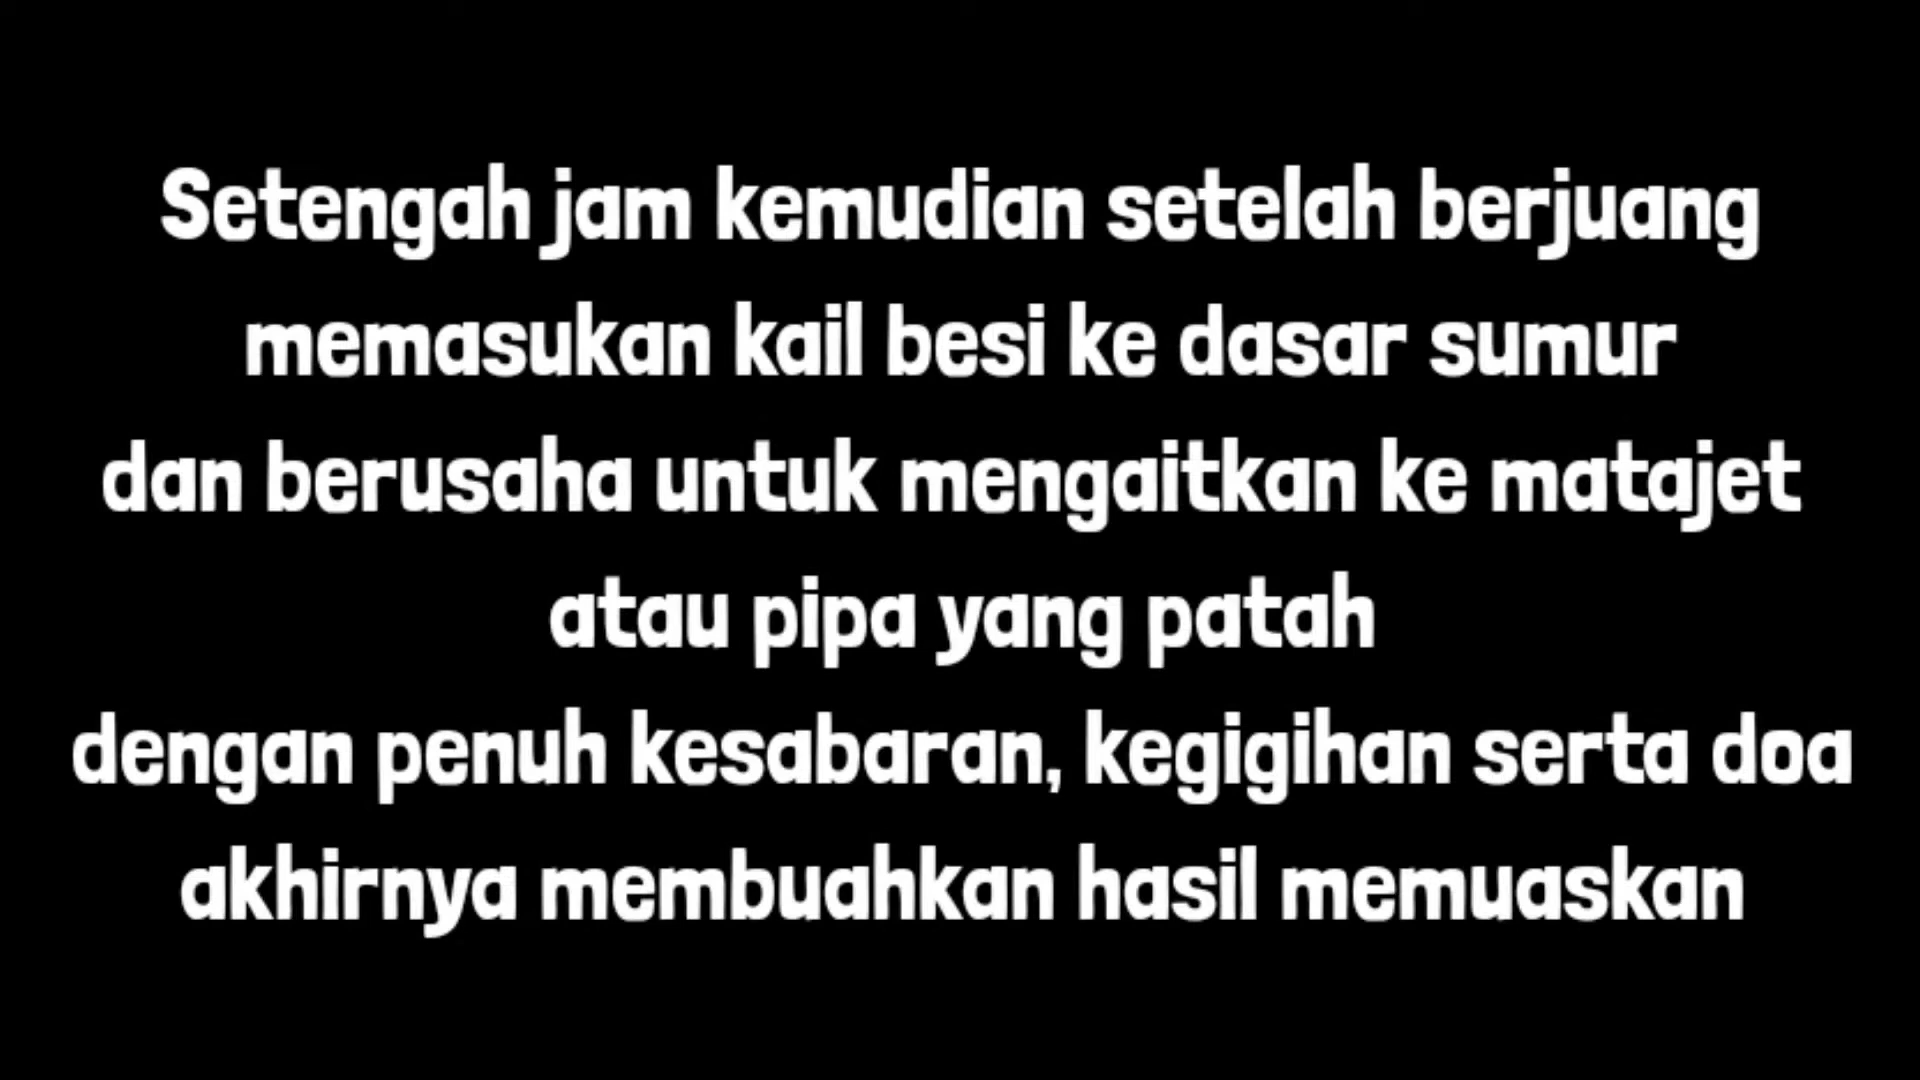 Setengah jam kemudian setelah berjuang
memasukan kail besi ke dasar sumur
dan berusaha untuk mengaitkan ke matajet
atau pipa yang patah
dengan penuh kesabaran, kegigihan serta doa
akhirnya membuahkan hasil memuaskan